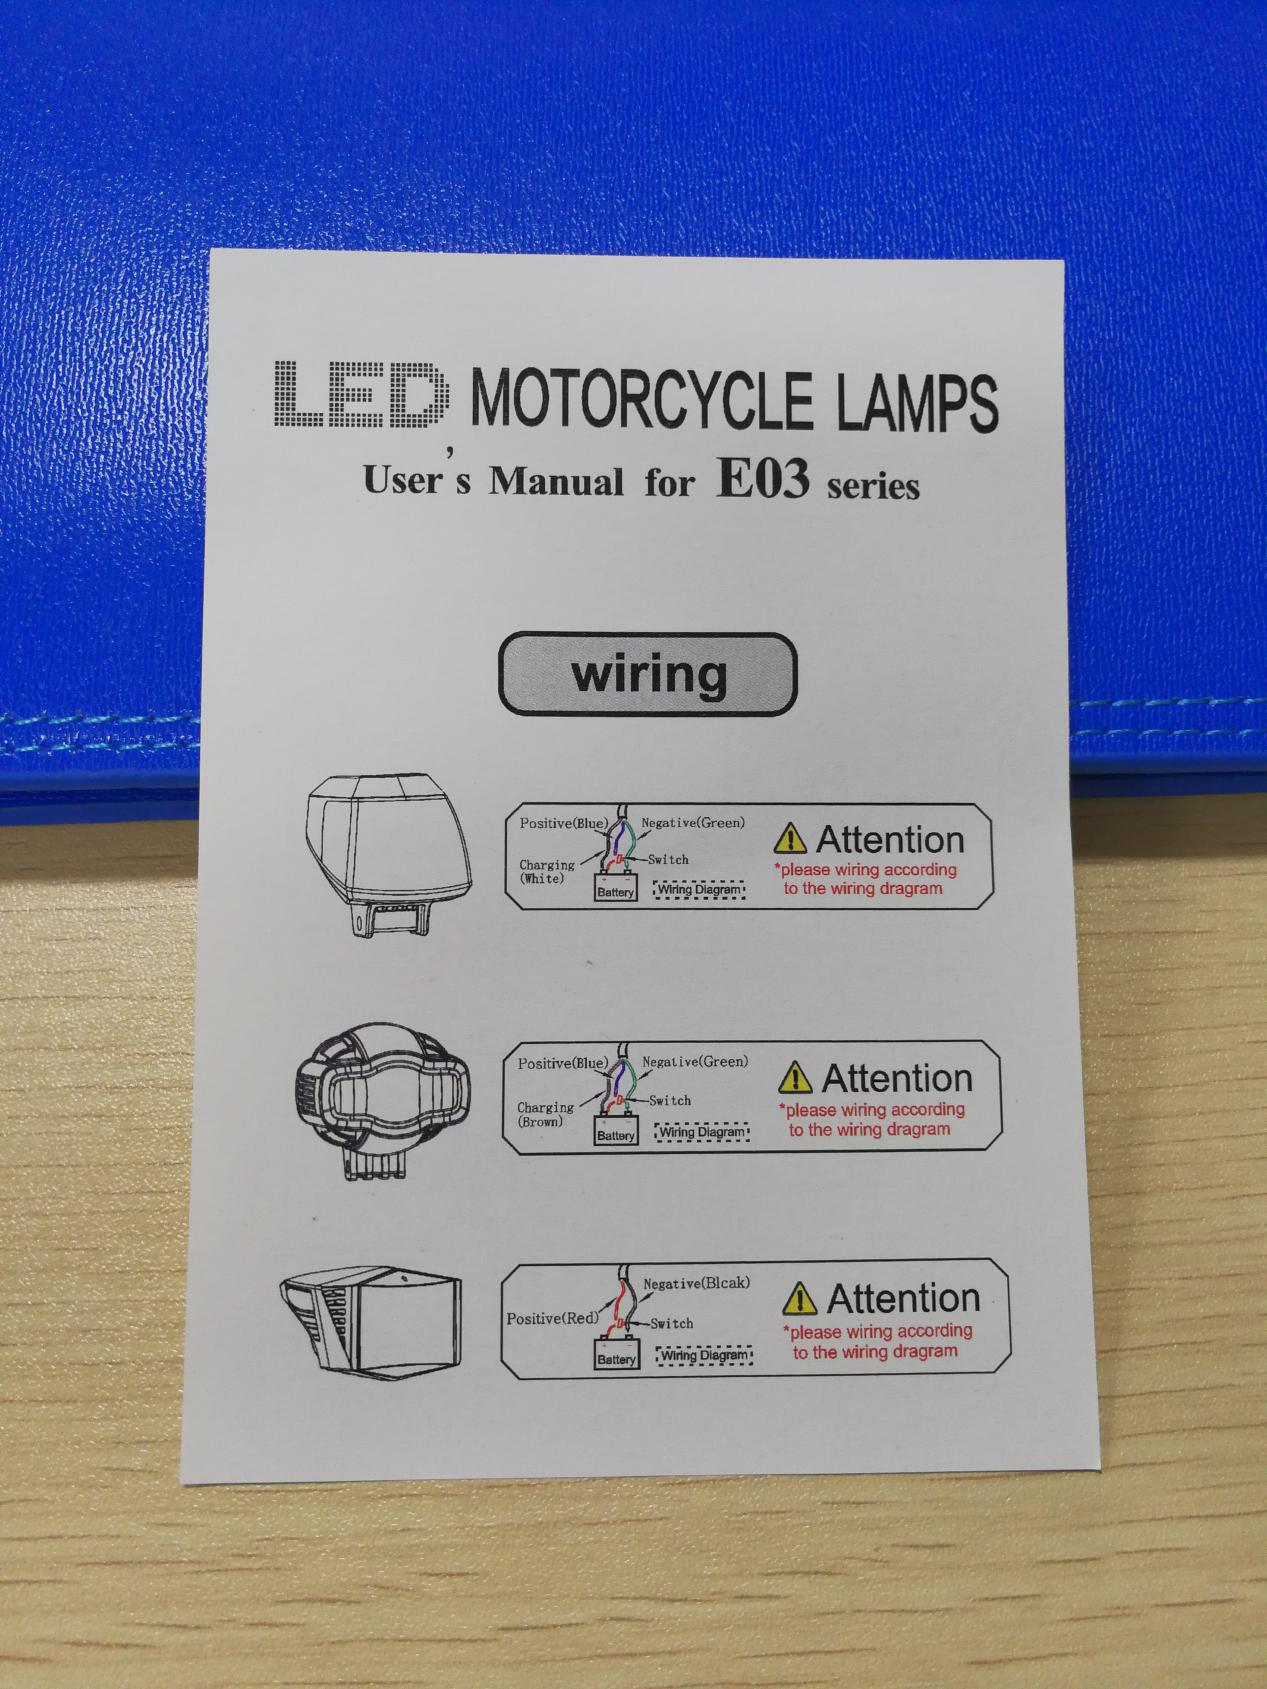 LED MOTORCYCLE LAMPS
User's Manual for E03 series
wiring
Positive(Blue)
Negative(Green)
Charging
(White)
Switch
Battery
Wiring Diagram
Attention
*please wiring according
to the wiring dragram
Positive(Blue)
Negative(Green)
Charging
(Brown)
Switch
Battery
Wiring Diagram
Attention
*please wiring according
to the wiring dragram
Negative(Blcak)
Positive(Red)
Switch
Battery
Wiring Diagram
Attention
*please wiring according
to the wiring dragram